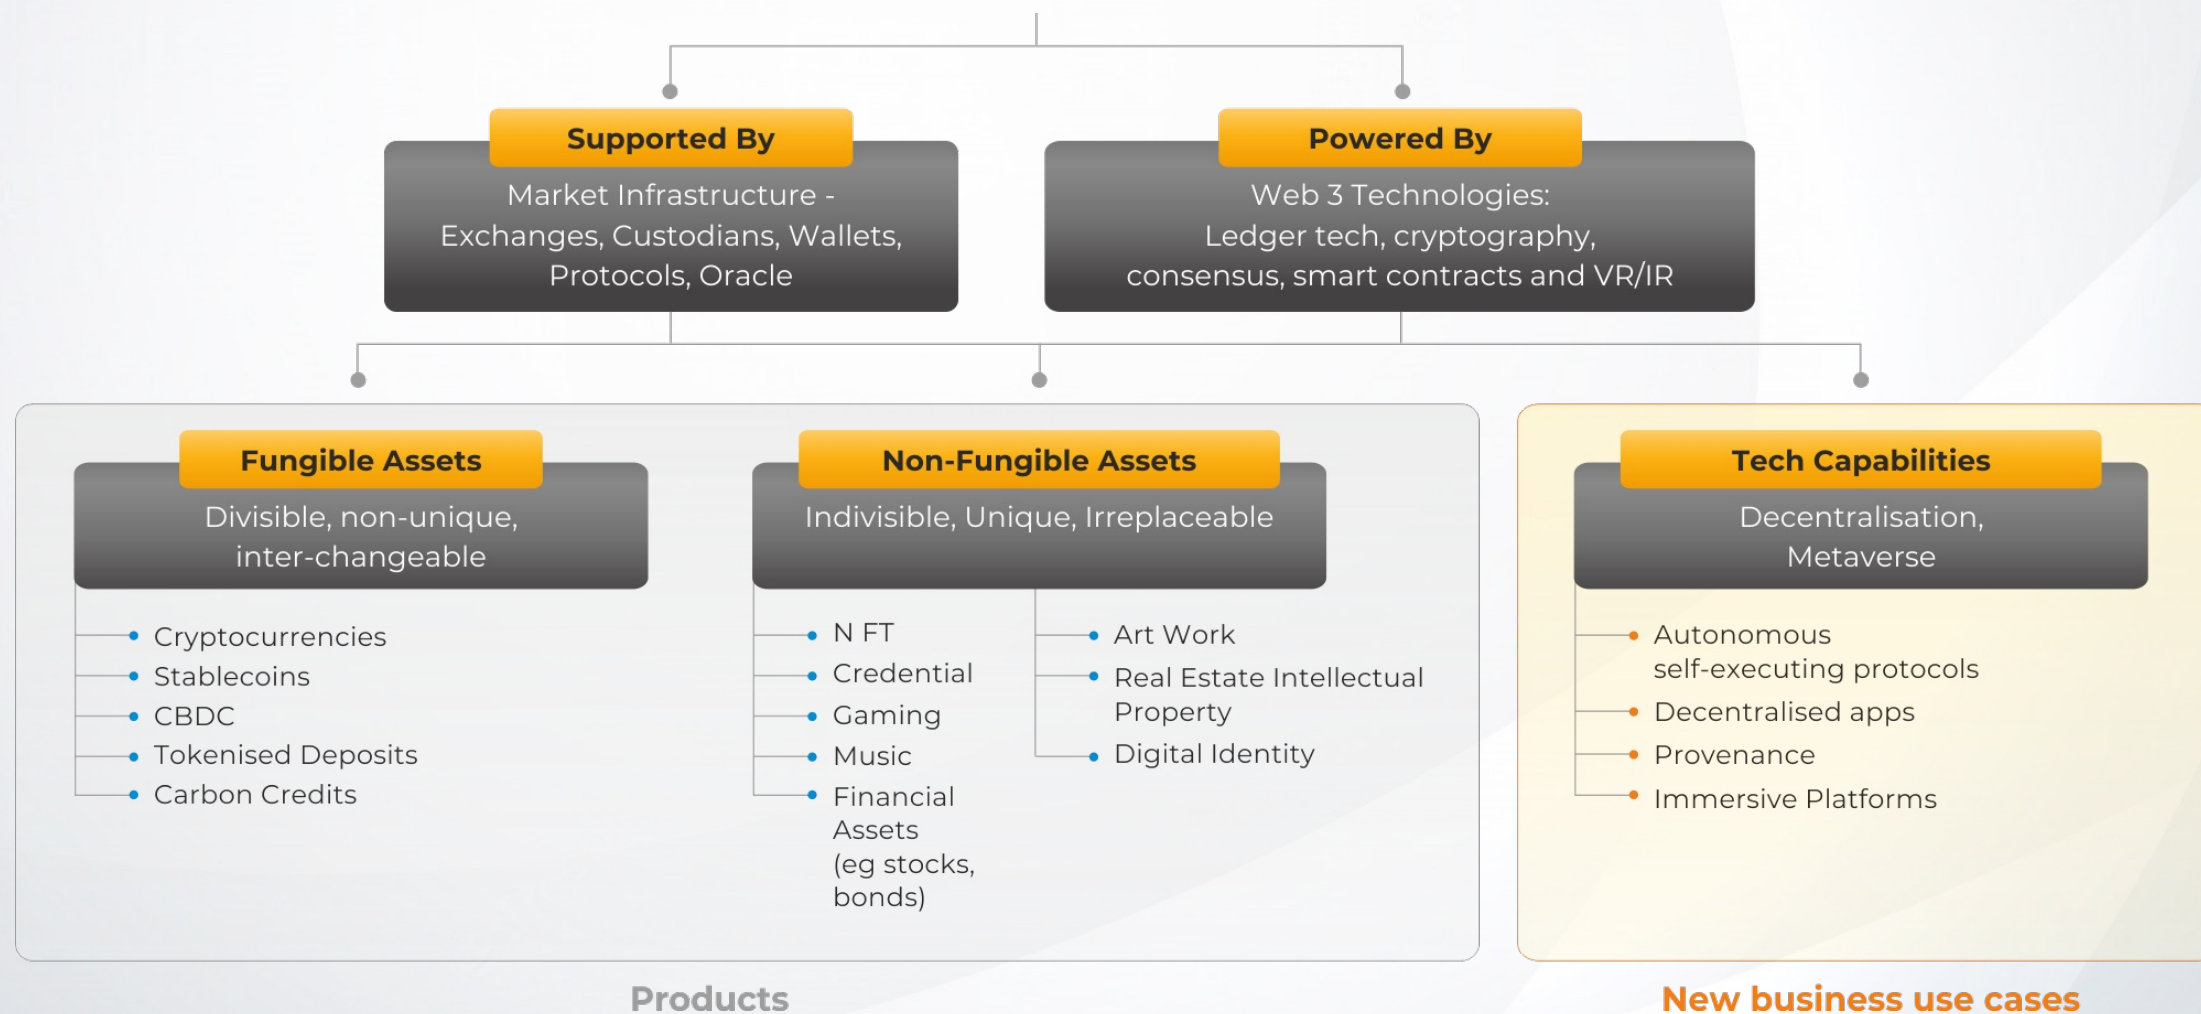 Supported By
Market Infrastructure -
Exchanges, Custodians, Wallets,
Protocols, Oracle
Powered By
Web 3 Technologies:
Ledger tech, cryptography,
consensus, smart contracts and VR/IR
Fungible Assets
Divisible, non-unique,
inter-changeable
Cryptocurrencies
Stablecoins
CBDC
Tokenised Deposits
Carbon Credits
Non-Fungible Assets
Indivisible, Unique, Irreplaceable
N FT
Credential
Gaming
Music
Financial
Assets
(eg stocks,
bonds)
Art Work
Real Estate Intellectual
Property
Digital Identity
Tech Capabilities
Decentralisation,
Metaverse
Autonomous
self-executing protocols
Decentralised apps
Provenance
Immersive Platforms
Products
New business use cases